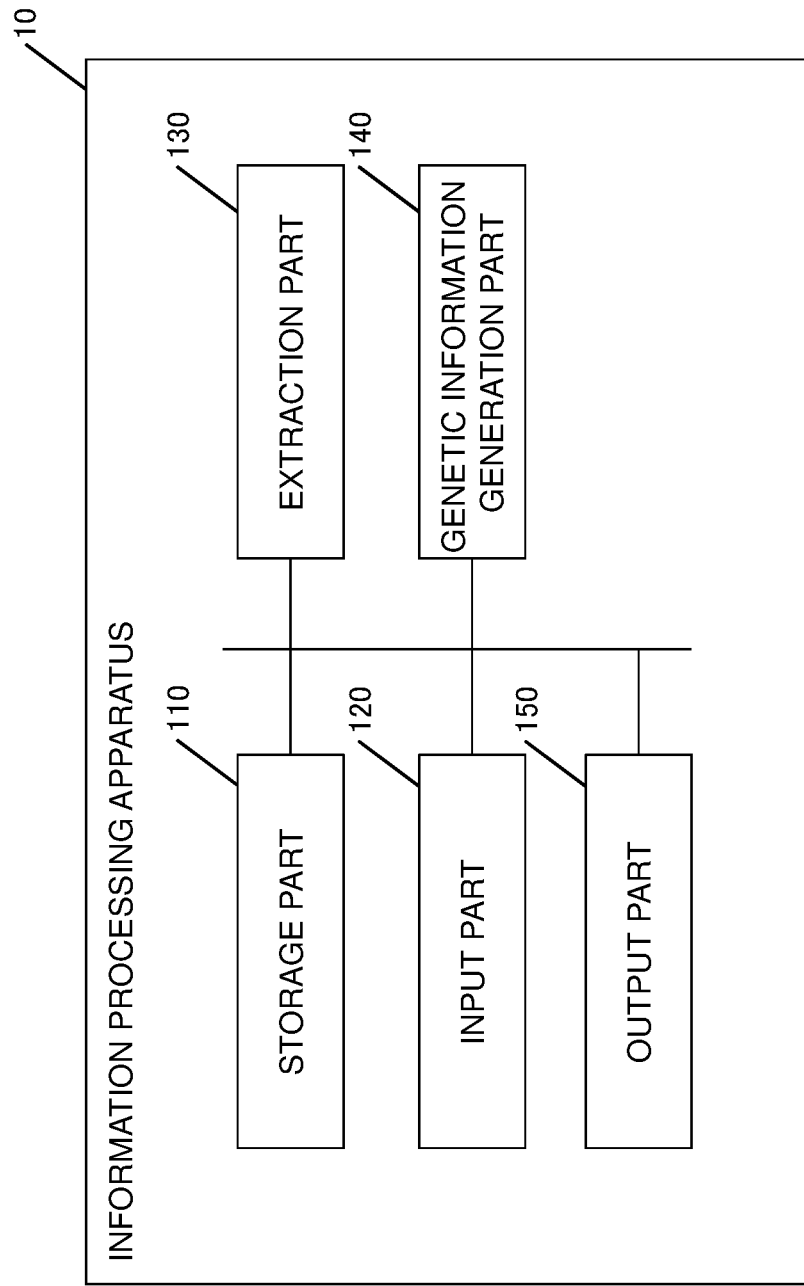 10
INFORMATION PROCESSING APPARATUS
110
STORAGE PART
130
EXTRACTION PART
120
INPUT PART
140
GENETIC INFORMATION
GENERATION PART
150
OUTPUT PART